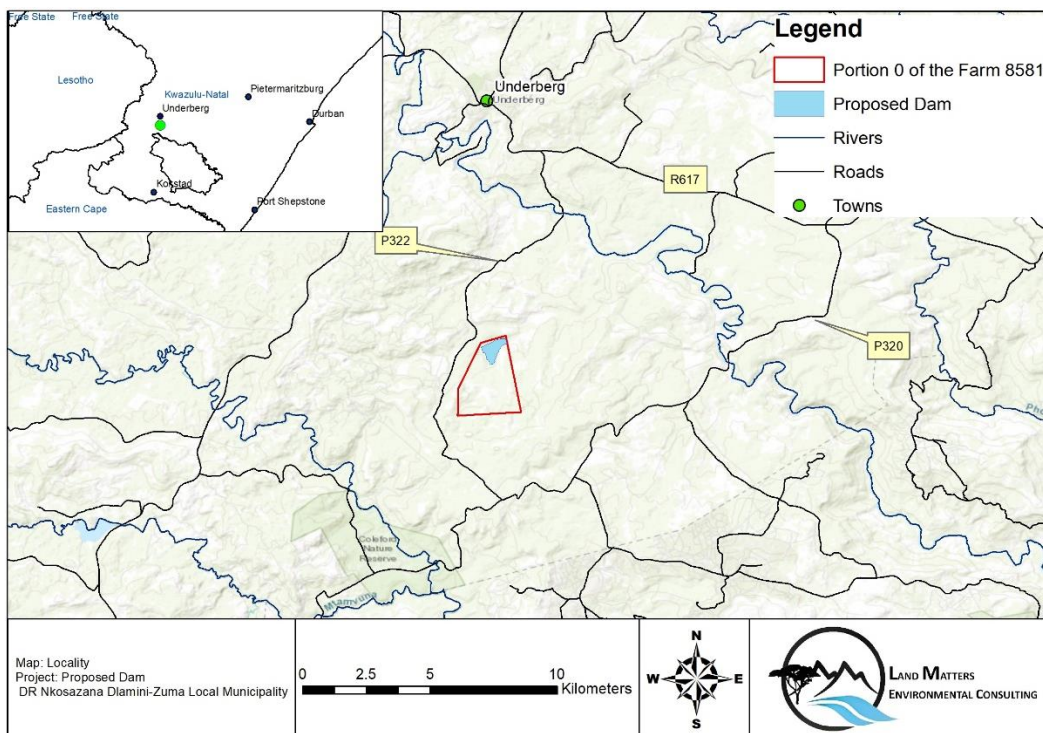 Free State
Free State
Lesotho
Kwazulu-Natal
Pietermaritzburg
Underberg
Durban
Kokstad
Port Shepstone
Eastern Cape
Underberg
Underberg
Legend
Portion 0 of the Farm 8581
Proposed Dam
Rivers
Roads
Towns
R617
P322
P320
Coleford
Nature
Reserve
Mtamvuna
Map: Locality
Project: Proposed Dam
DR Nkosazana Dlamini-Zuma Local Municipality
0 2.5 5 10
Kilometers
N
W E
S
LAND MATTERS
ENVIRONMENTAL CONSULTING